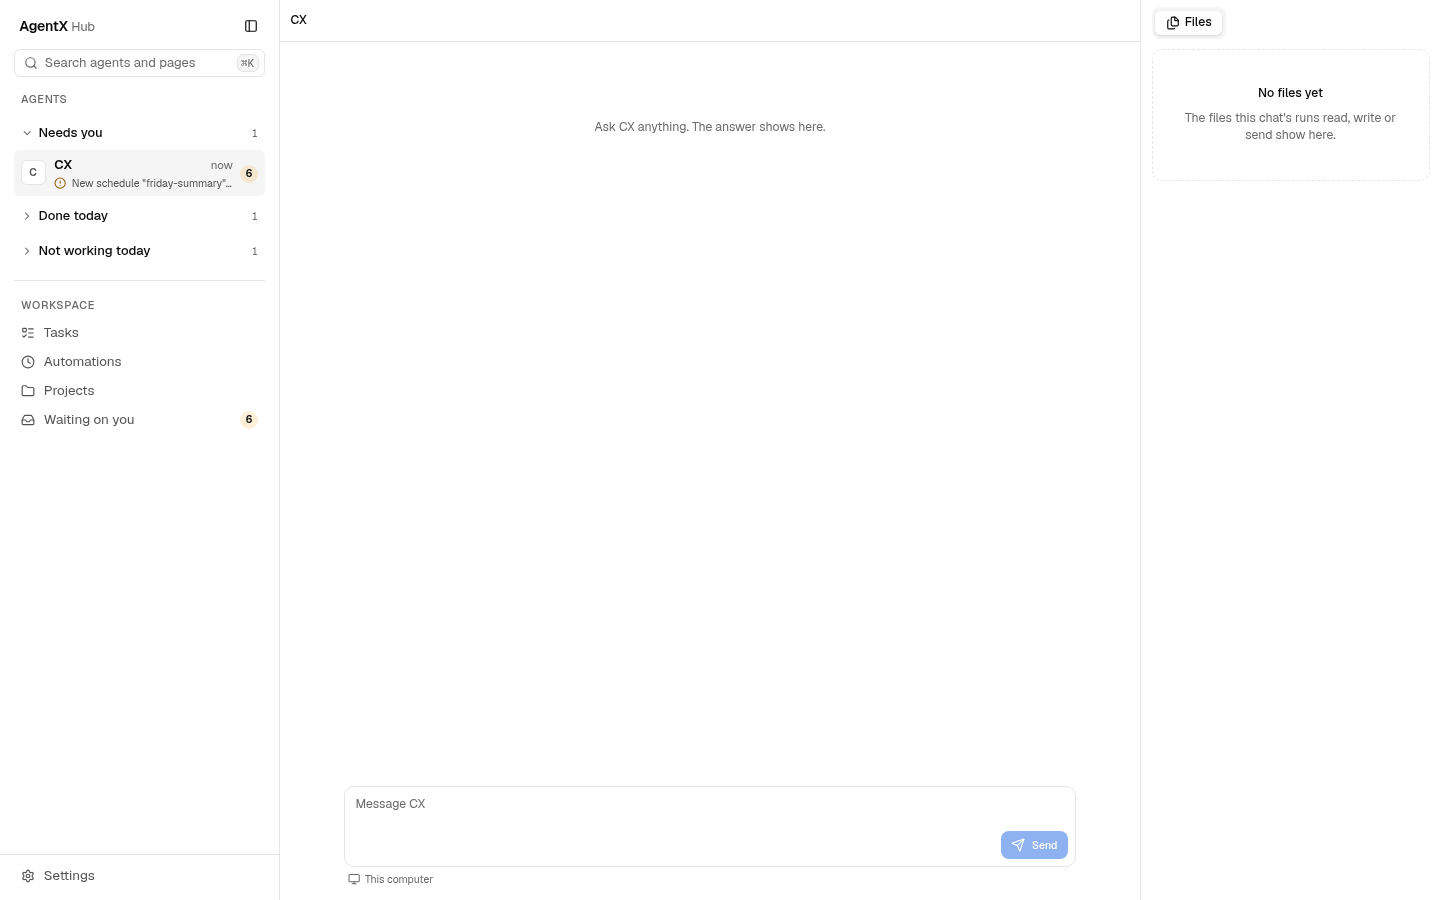 AgentX Hub
Search agents and pages
⌘K
AGENTS
Needs you
1
C
CX
now
New schedule "friday-summary"...
6
Done today
1
Not working today
1
WORKSPACE
Tasks
Automations
Projects
Waiting on you
6
Settings
CX
Ask CX anything. The answer shows here.
Message CX
Send
This computer
Files
No files yet
The files this chat's runs read, write or
send show here.